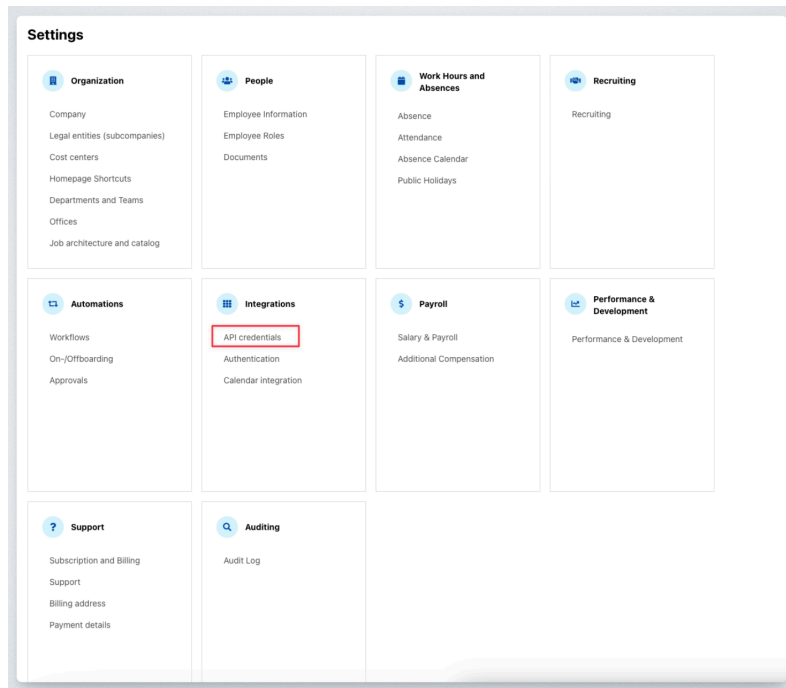 Settings
Organization
Company
Legal entities (subcompanies)
Cost centers
Homepage Shortcuts
Departments and Teams
Offices
Job architecture and catalog
People
Employee Information
Employee Roles
Documents
Work Hours and
Absences
Absence
Attendance
Absence Calendar
Public Holidays
Recruiting
Recruiting
Automations
Workflows
On-/Offboarding
Approvals
Integrations
API credentials
Authentication
Calendar integration
Payroll
Salary & Payroll
Additional Compensation
Performance &
Development
Performance & Development
Support
Subscription and Billing
Support
Billing address
Payment details
Auditing
Audit Log